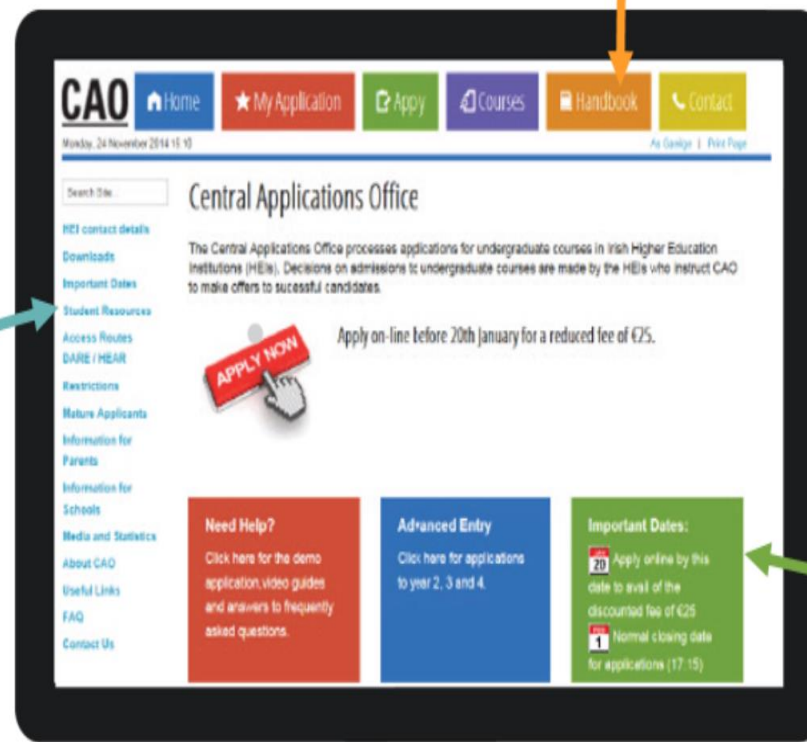 CAO
Home
My Application
Appy
Courses
Handbook
Contact
Monday, 24 November 2014 15:10
As Gaeilge | Print Page
Search Site...
HEI contact details
Downloads
Important Dates
Student Resources
Access Routes
DARE / HEAR
Restrictions
Mature Applicants
Information for
Parents
Information for
Schools
Media and Statistics
About CAO
Useful Links
FAQ
Contact Us
Central Applications Office
The Central Applications Office processes applications for undergraduate courses in Irish Higher Education
Institutions (HEIs). Decisions on admissions to undergraduate courses are made by the HEIs who instruct CAO
to make offers to sucessful candidates.
APPLY NOW
Apply on-line before 20th January for a reduced fee of €25.
Need Help?
Click here for the demo
application,video guides
and answers to frequently
asked questions.
Advanced Entry
Click here for applications
to year 2, 3 and 4.
Important Dates:
20 Apply online by this
date to avail of the
discounted fee of €25
1 Normal closing date
for applications (17:15)